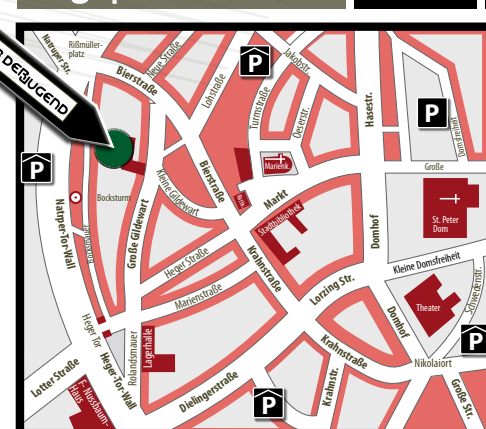 DER JUGEND
Natruper Str.
Rißmüller-
platz
Neue Straße
Bierstraße
Lohstraße
P
Jakobstr.
Turmstraße
Oeserstr.
Hasestr.
P
Domfreiheit
Große
P
Marienk.
Bierstraße
Kleine Gildewart
Bocksturm
Große Gildewart
Natruper-Tor-Wall
Markt
Stadtbibliothek
Domhof
St. Peter
Dom
Heger Straße
Krahnstraße
Kleine Domsfreiheit
Schwedenstr.
Marienstraße
Lorzing Str.
Theater
Domhof
P
Heger Tor
Heger-Tor-Wall
Rolandsmauer
Lagerhalle
Krahnstraße
Nikolaiort
Lotter Straße
F.-Nussbaum-
Haus
Dielingerstraße
P
Krahnstr.
Große Str.